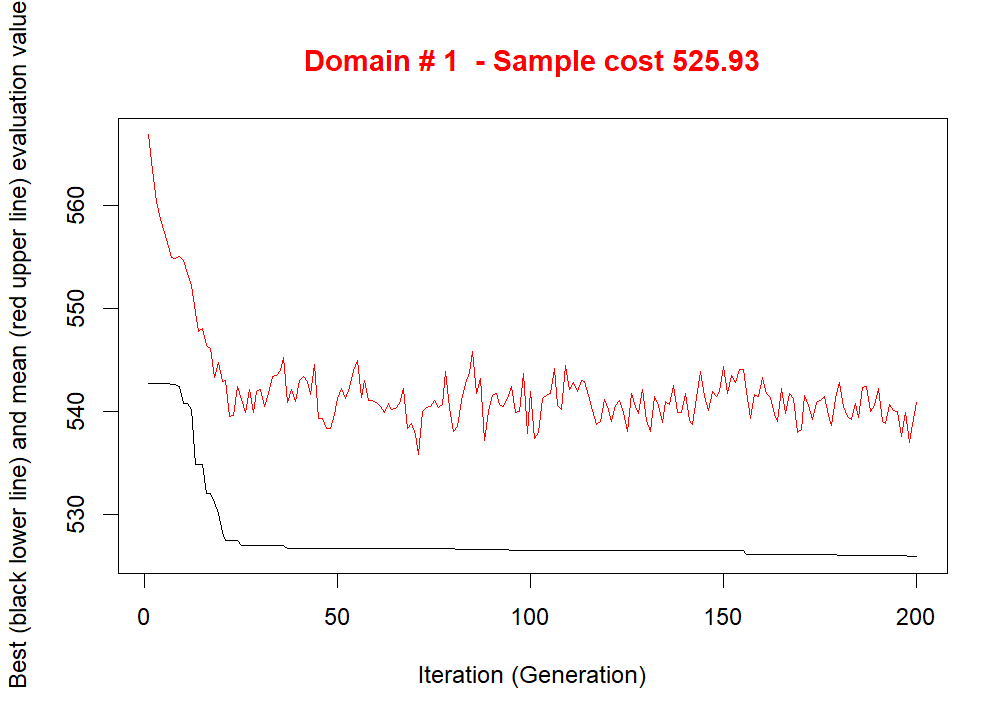 Domain # 1  - Sample cost 525.93
Best (black lower line) and mean (red upper line) evaluation value
560
550
540
530
0 50 100 150 200
Iteration (Generation)